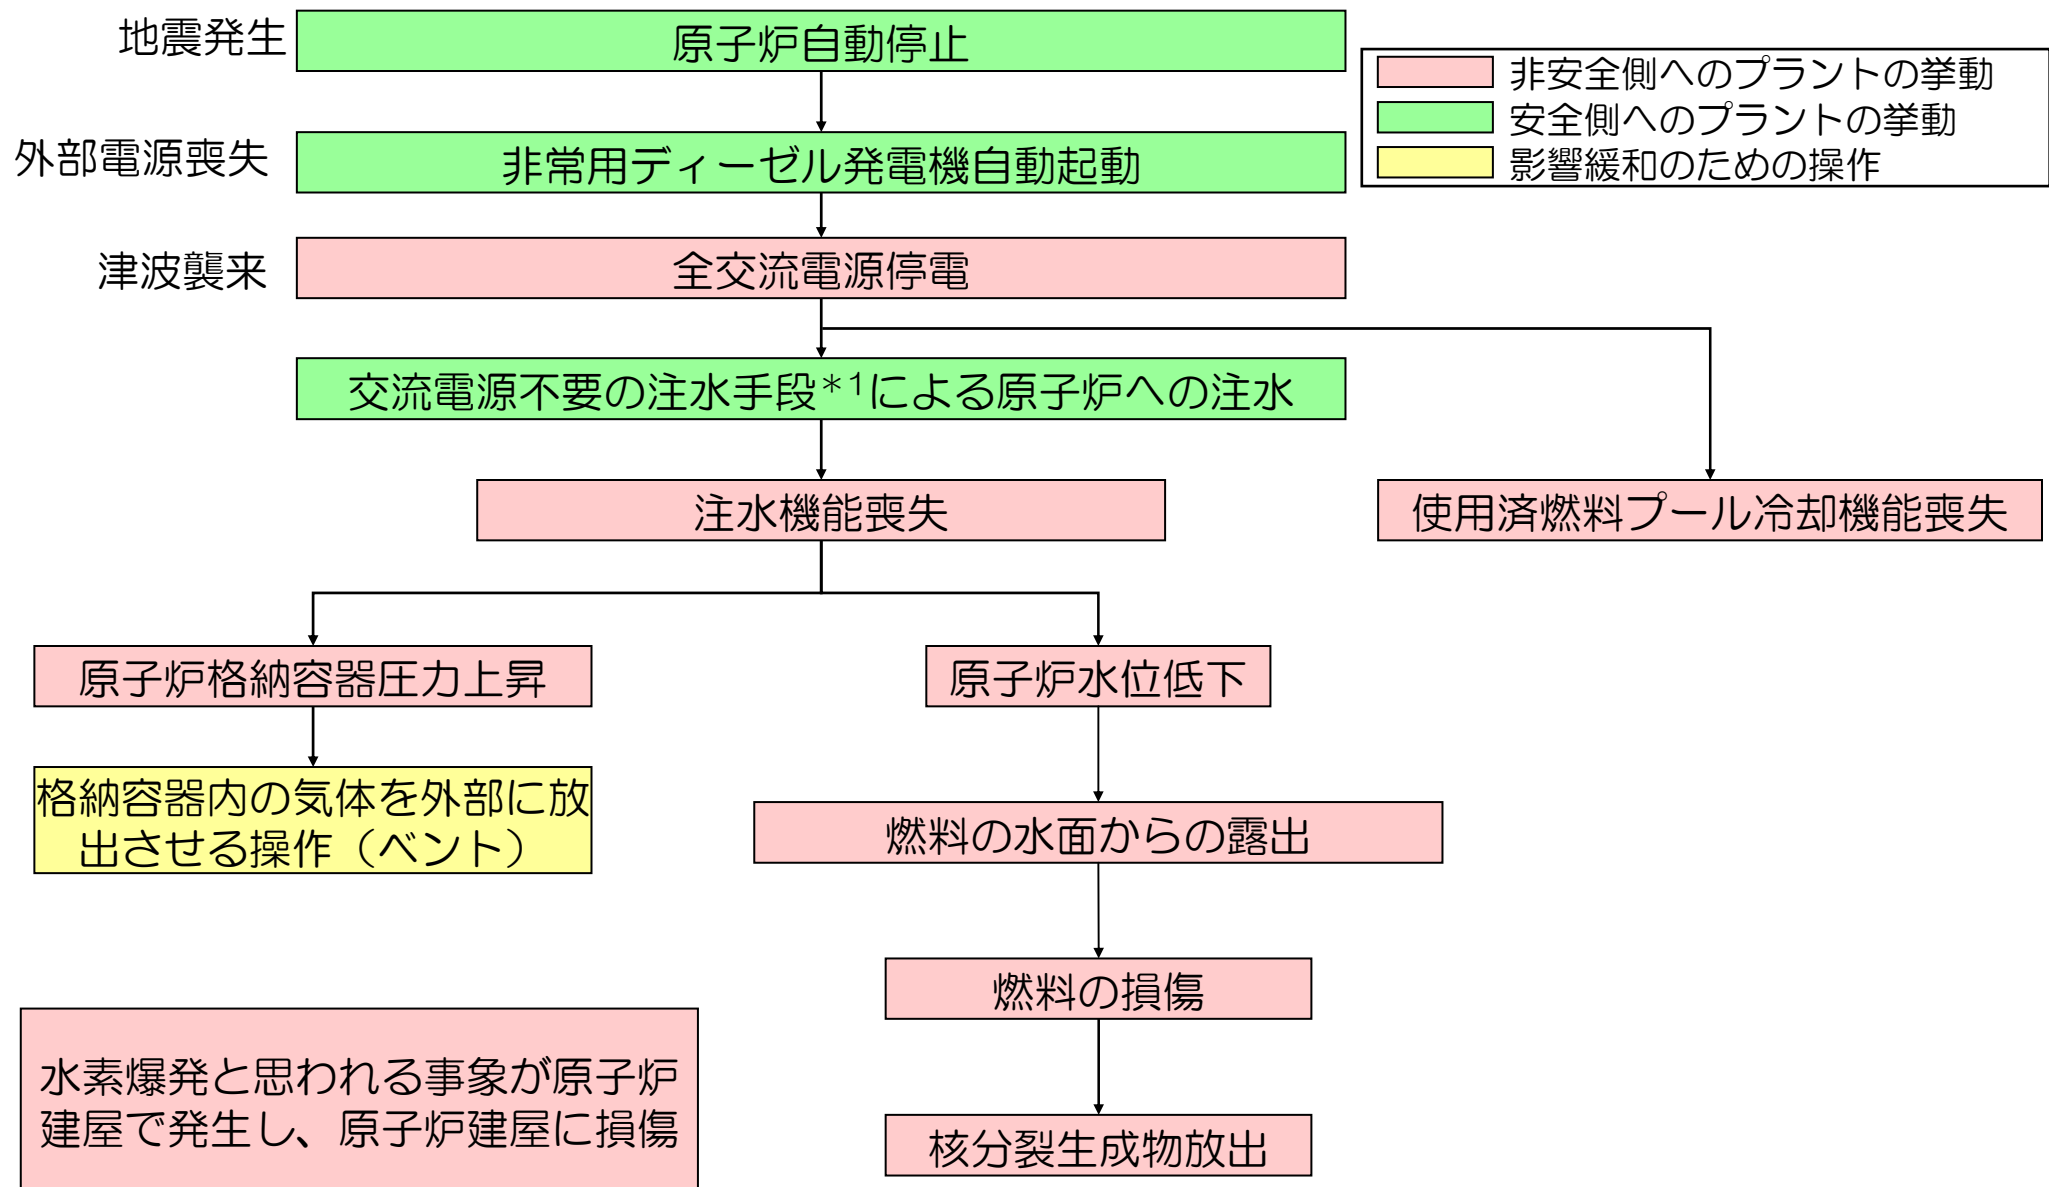 地震発生
原子炉自動停止
非安全側へのプラントの挙動
安全側へのプラントの挙動
影響緩和のための操作
外部電源喪失
非常用ディーゼル発電機自動起動
津波襲来
全交流電源停電
交流電源不要の注水手段*1による原子炉への注水
注水機能喪失
使用済燃料プール冷却機能喪失
原子炉格納容器圧力上昇
原子炉水位低下
格納容器内の気体を外部に放
出させる操作（ベント）
燃料の水面からの露出
燃料の損傷
水素爆発と思われる事象が原子炉
建屋で発生し、原子炉建屋に損傷
核分裂生成物放出